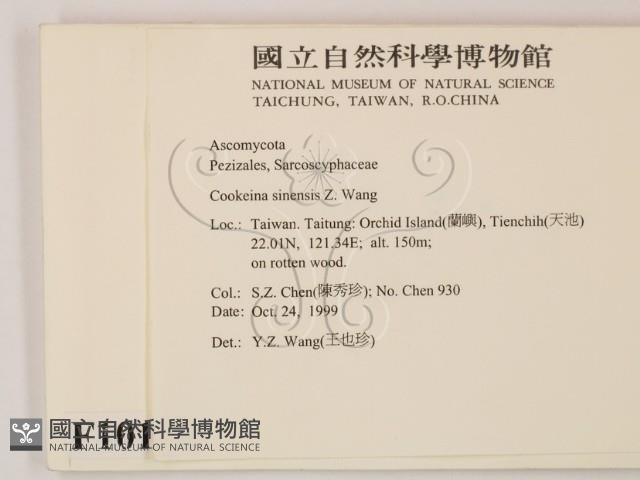 國立自然科學博物館
NATIONAL MUSEUM OF NATURAL SCIENCE
TAICHUNG, TAIWAN, R.O.CHINA
Ascomycota
Pezizales, Sarcoscyphaceae
Cookeina sinensis Z. Wang
Loc.: Taiwan. Taitung: Orchid Island(蘭嶼), Tienchih(天池)
22.01N, 121.34E; alt. 150m;
on rotten wood.
Col.: S.Z. Chen(陳秀珍); No. Chen 930
Date: Oct. 24, 1999
Det.: Y.Z. Wang(王也珍)
國立自然科學博物館
NATIONAL MUSEUM OF NATURAL SCIENCE